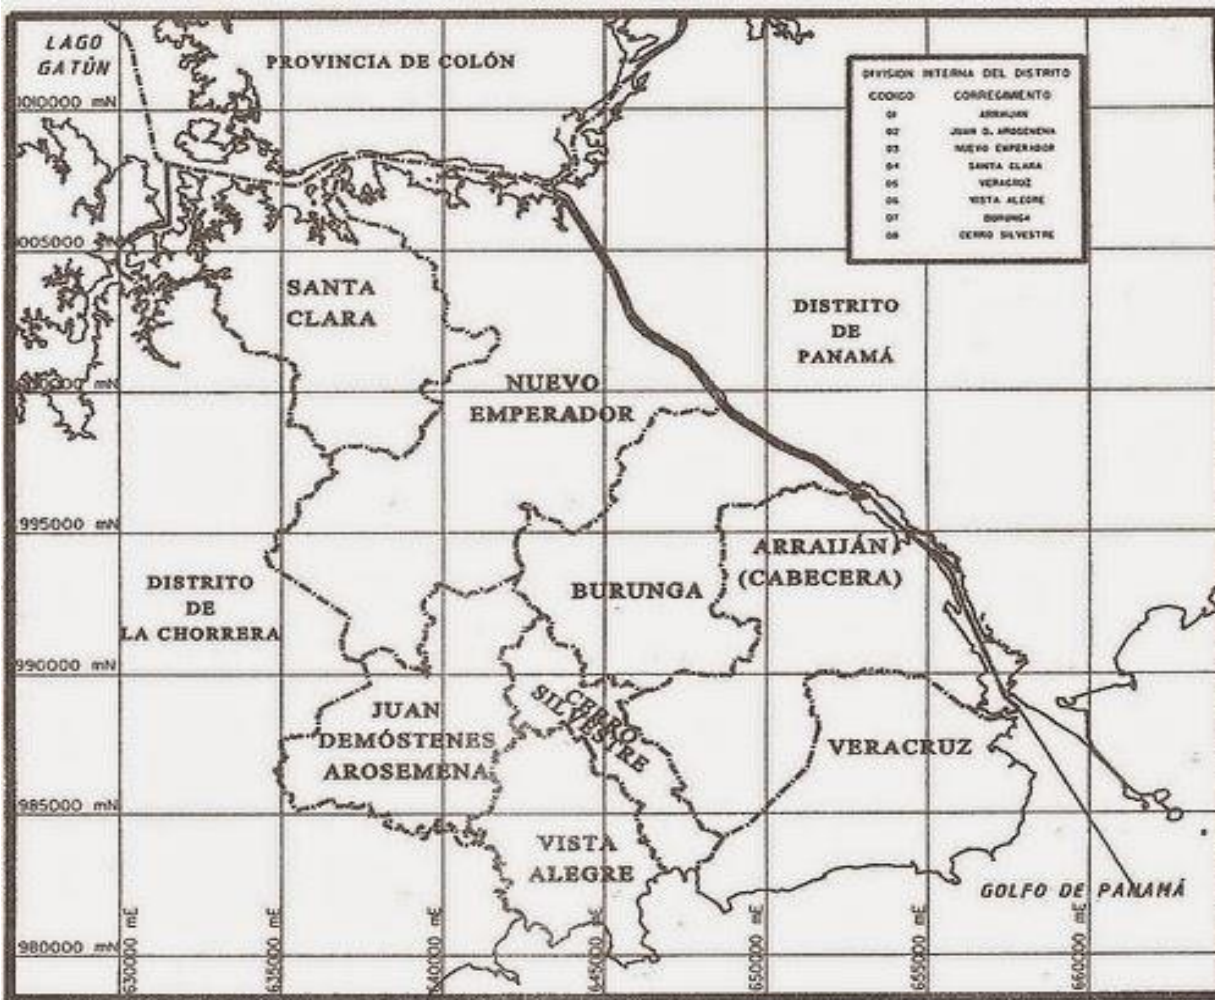 LAGO
GATÚN
PROVINCIA DE COLÓN
DIVISION INTERNA DEL DISTRITO
CODIGO CORREGIMIENTO
01 ARRAIJAN
02 JUAN D. AROSEMENA
03 NUEVO EMPERADOR
04 SANTA CLARA
05 VERACRUZ
06 VISTA ALEGRE
07 BURUNGA
08 CERRO SILVESTRE
1010000 mN
1005000 mN
SANTA
CLARA
DISTRITO
DE
PANAMÁ
1000000 mN
NUEVO
EMPERADOR
995000 mN
ARRAIJÁN
(CABECERA)
DISTRITO
DE
LA CHORRERA
BURUNGA
990000 mN
JUAN
DEMÓSTENES
AROSEMENA
CERRO
SILVESTRE
VERACRUZ
985000 mN
VISTA
ALEGRE
GOLFO DE PANAMÁ
980000 mN
630000 mE
635000 mE
640000 mE
645000 mE
650000 mE
655000 mE
660000 mE